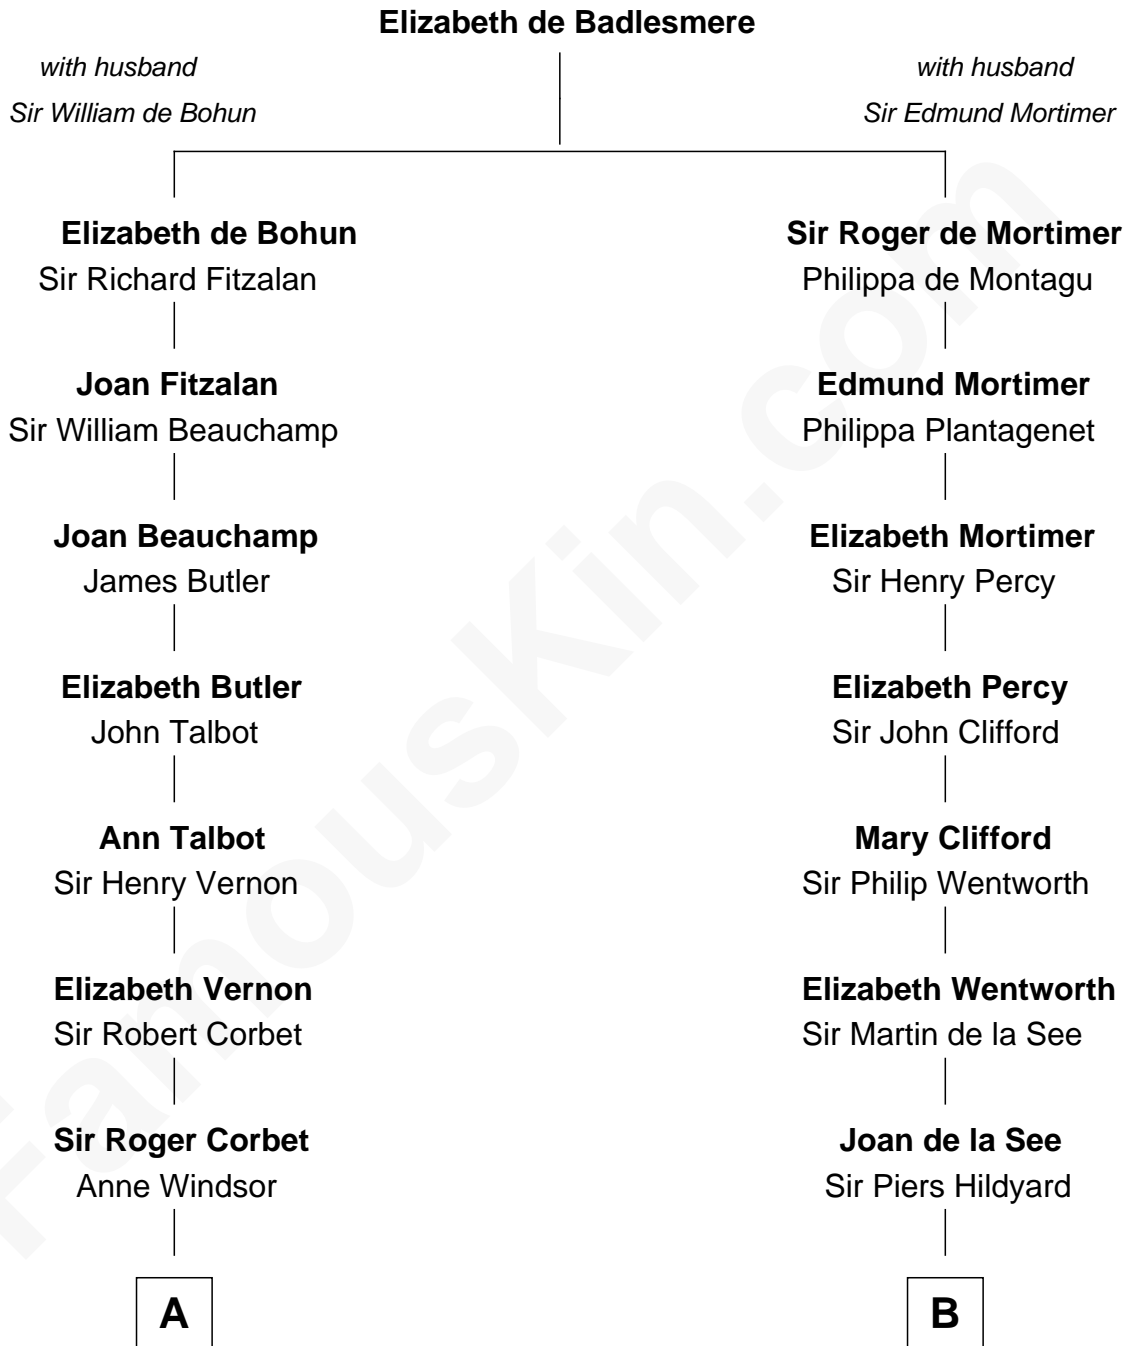 Elizabeth de Badlesmere
with husband
Sir William de Bohun
with husband
Sir Edmund Mortimer
Elizabeth de Bohun
Sir Richard Fitzalan
Sir Roger de Mortimer
Philippa de Montagu
Joan Fitzalan
Sir William Beauchamp
Edmund Mortimer
Philippa Plantagenet
Joan Beauchamp
James Butler
Elizabeth Mortimer
Sir Henry Percy
Elizabeth Butler
John Talbot
Elizabeth Percy
Sir John Clifford
Ann Talbot
Sir Henry Vernon
Mary Clifford
Sir Philip Wentworth
Elizabeth Vernon
Sir Robert Corbet
Elizabeth Wentworth
Sir Martin de la See
Sir Roger Corbet
Anne Windsor
Joan de la See
Sir Piers Hildyard
A
B
FamousKin.com